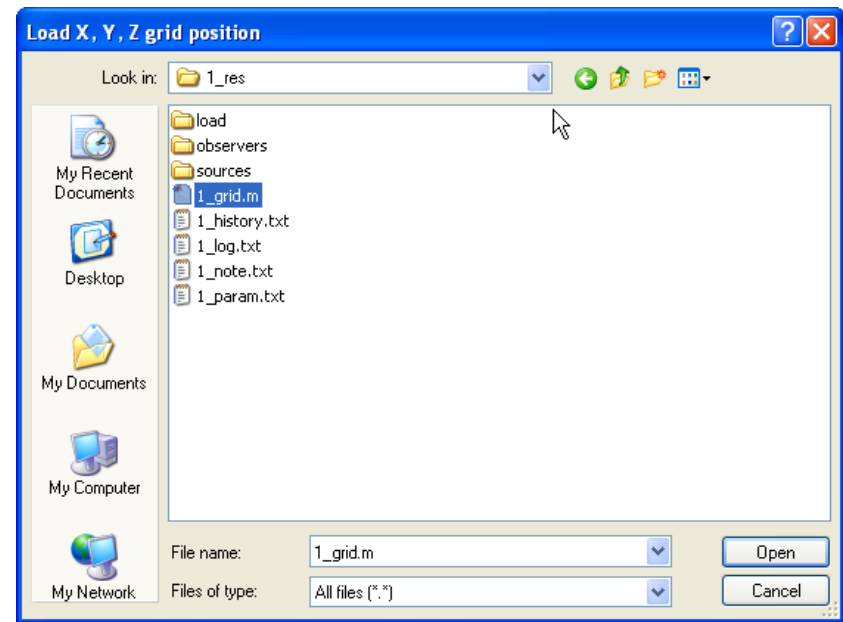 Load X, Y, Z grid position
Look in:
1_res
My Recent
Documents
Desktop
My Documents
My Computer
My Network
load
observers
sources
1_grid.m
1_history.txt
1_log.txt
1_note.txt
1_param.txt
File name:
1_grid.m
Open
Files of type:
All files (*.*)
Cancel